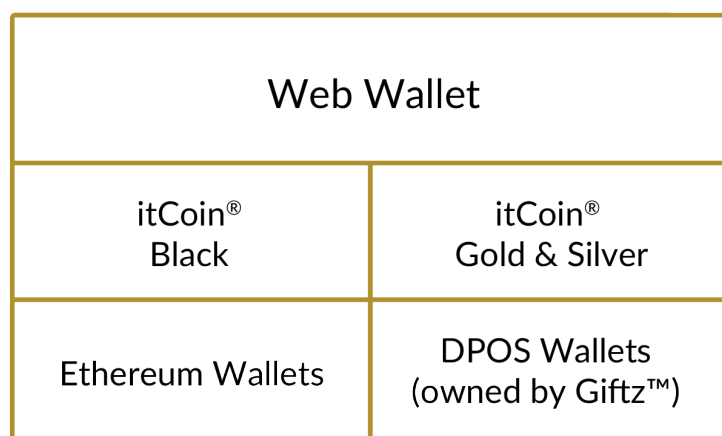 Web Wallet
itCoin®
Black
itCoin®
Gold & Silver
Ethereum Wallets
DPOS Wallets
(owned by Giftz™)